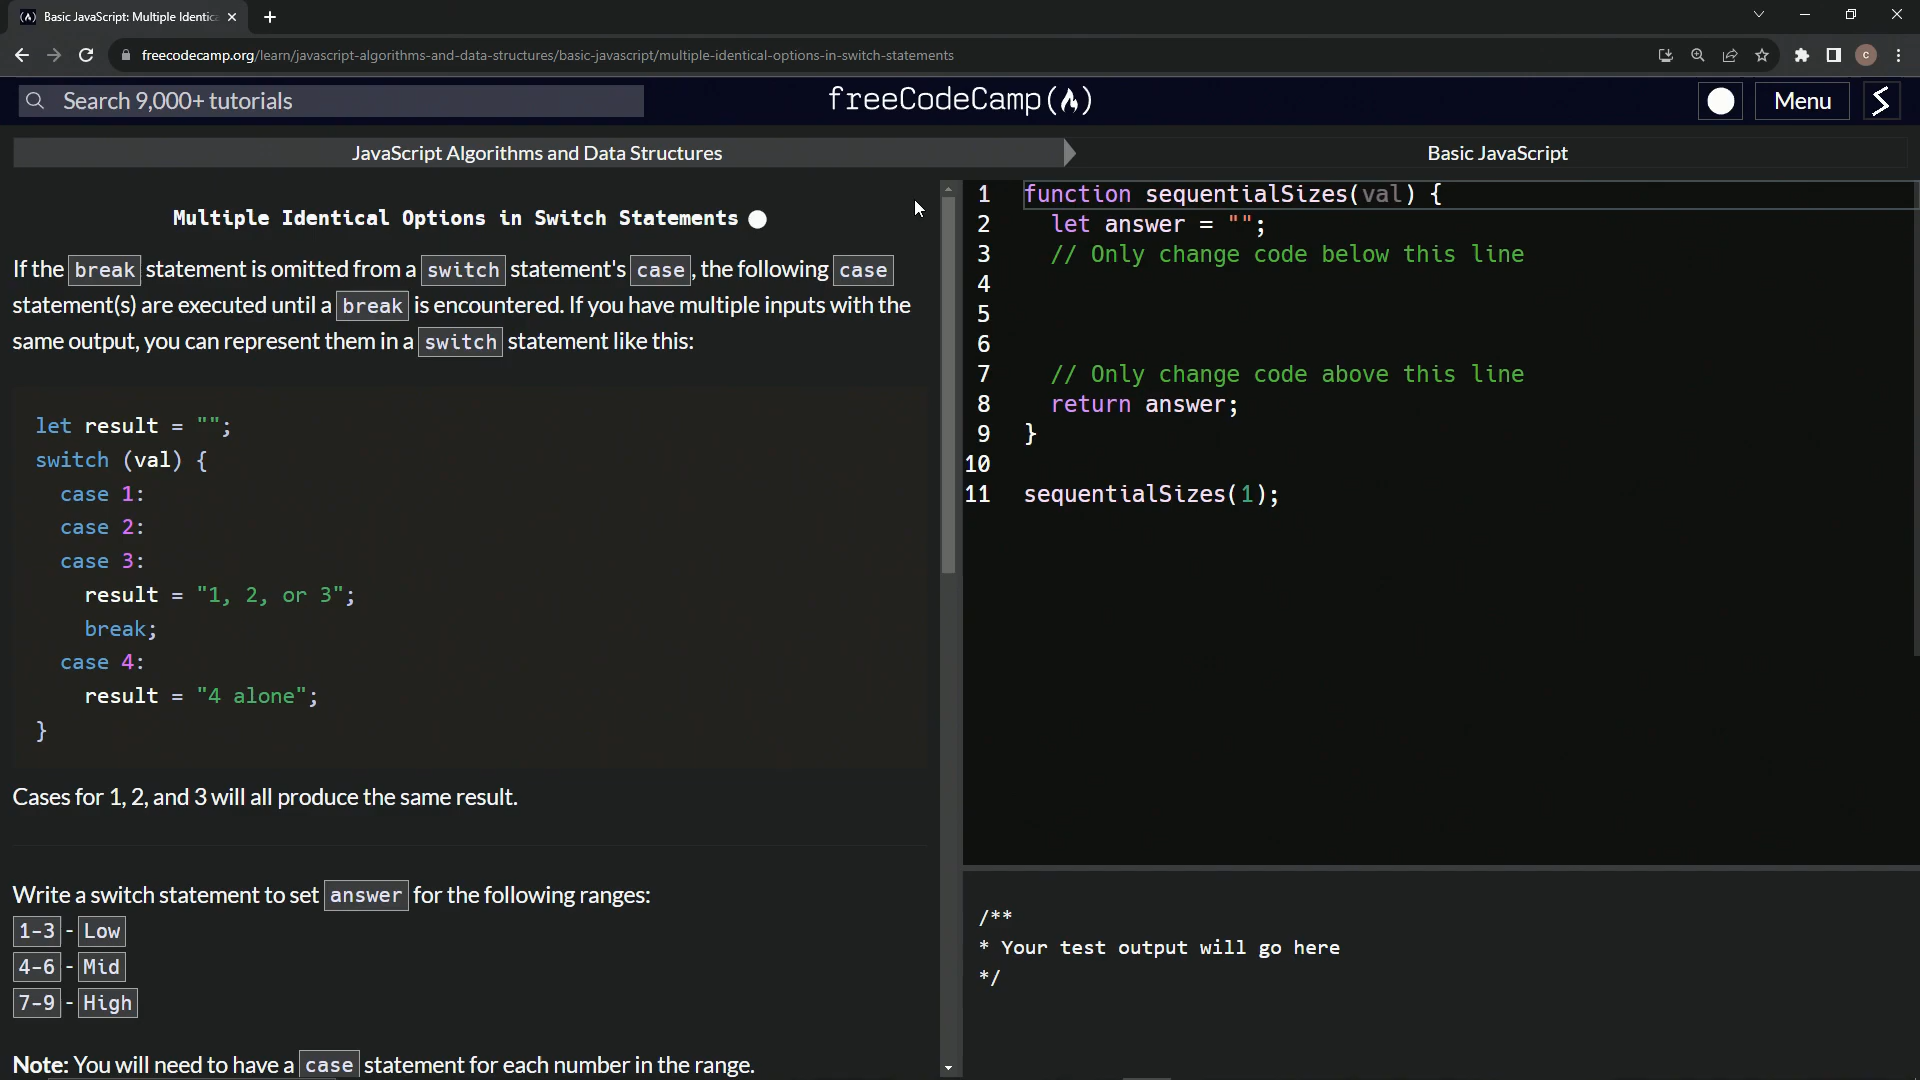 Basic JavaScript: Multiple Identica
freecodecamp.org/learn/javascript-algorithms-and-data-structures/basic-javascript/multiple-identical-options-in-switch-statements
c
Search 9,000+ tutorials
freeCodeCamp
Menu
JavaScript Algorithms and Data Structures
Basic JavaScript
Multiple Identical Options in Switch Statements
If the break statement is omitted from a switch statement's case, the following case
statement(s) are executed until a break is encountered. If you have multiple inputs with the
same output, you can represent them in a switch statement like this:
let result = "";
switch (val) {
case 1:
case 2:
case 3:
result = "1, 2, or 3";
break;
case 4:
result = "4 alone";
}
Cases for 1, 2, and 3 will all produce the same result.
Write a switch statement to set answer for the following ranges:
1-3 - Low
4-6 - Mid
7-9 - High
Note: You will need to have a case statement for each number in the range.
1 function sequentialSizes(val) {
2 let answer = "";
3 // Only change code below this line
4
5
6
7 // Only change code above this line
8 return answer;
9 }
10
11 sequentialSizes(1);
/**
* Your test output will go here
*/